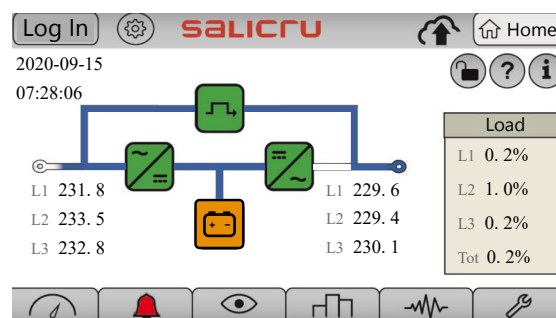 Log In SALICRU Home
2020-09-15
07:28:06
Load
L1 231.8 L1 229.6 L1 0.2%
L2 233.5 L2 229.4 L2 1.0%
L3 232.8 L3 230.1 L3 0.2%
Tot 0.2%